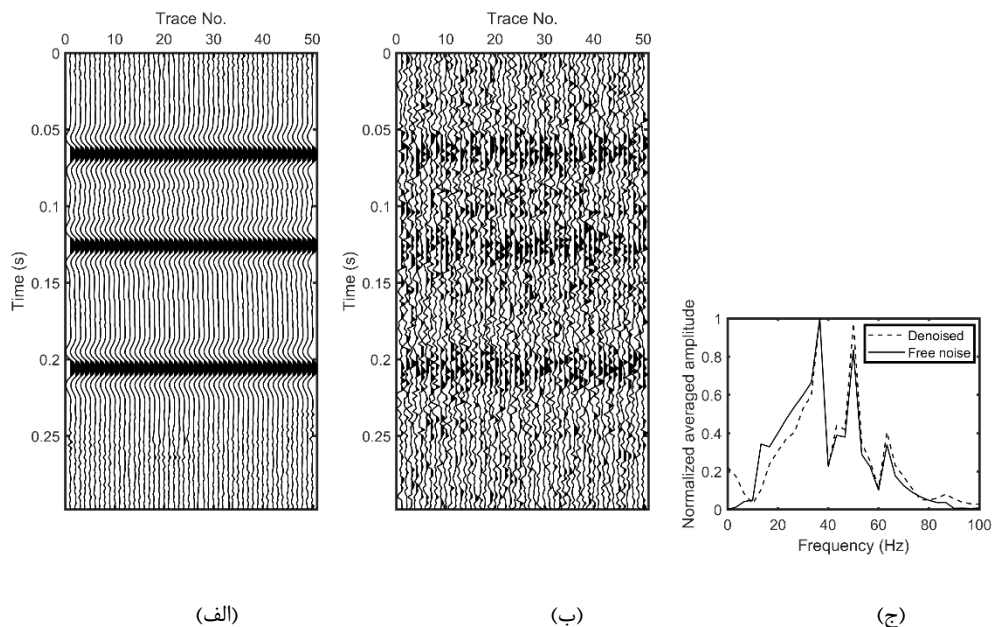 Trace No.
0 10 20 30 40 50
Time (s)
0
0.05
0.1
0.15
0.2
0.25
Trace No.
0 10 20 30 40 50
Time (s)
0
0.05
0.1
0.15
0.2
0.25
Normalized averaged amplitude
1
0.8
0.6
0.4
0.2
0
Denoised
Free noise
0 20 40 60 80 100
Frequency (Hz)
(الف)
(ب)
(ج)